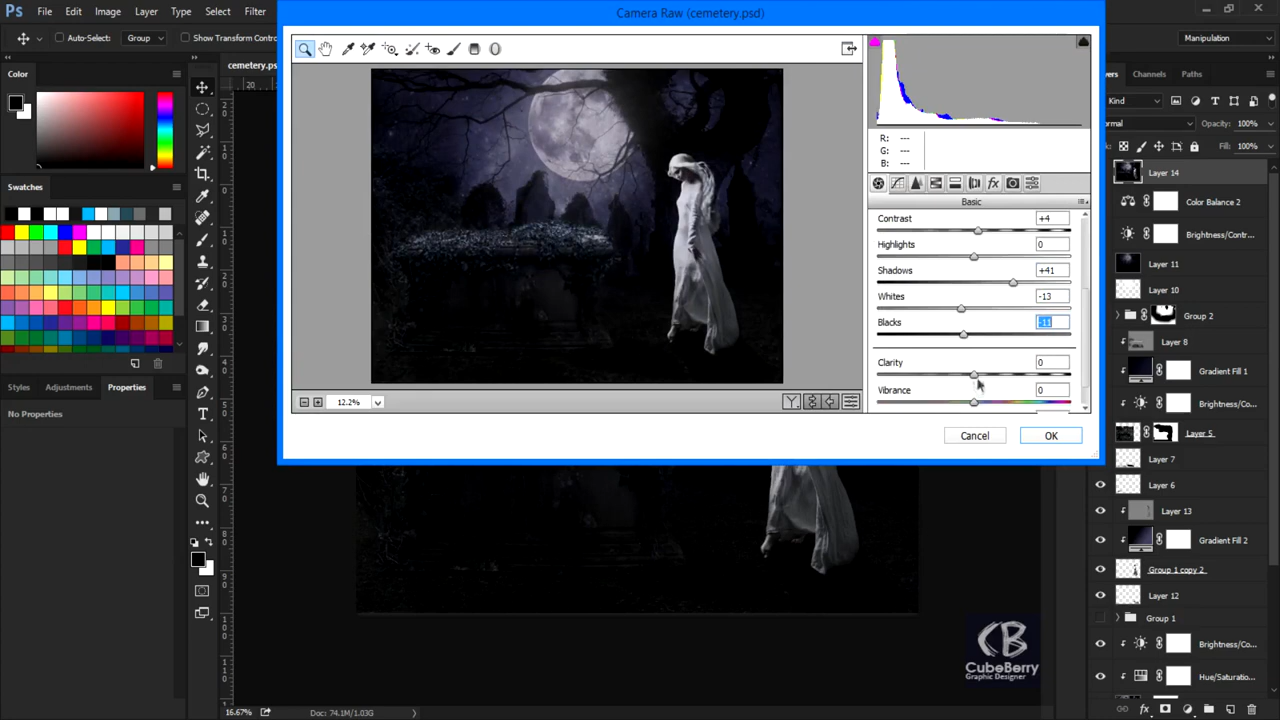 Ps File Edit Image Layer Type Select Filter
Camera Raw (cemetery.psd)
Auto-Select: Group Show Transform Contro
Manipulation
Color
cemetery.ps
Layers Channels Paths
Kind
Opacity: 100%
Fill: 100%
R: ---
G: ---
B: ---
Basic
Contrast +4
Highlights 0
Shadows +41
Whites -13
Blacks -11
Clarity 0
Vibrance 0
12.2%
Cancel OK
Swatches
Styles Adjustments Properties
No Properties
Layer 14
Color Balance 2
Brightness/Contr...
Layer 11
Layer 10
Group 2
Layer 8
Gradient Fill 1
Brightness/Co...
Layer 5
Layer 7
Layer 6
Layer 13
Gradient Fill 2
Group 1 copy 2
Layer 12
Group 1
Brightness/Co...
Hue/Saturatio...
CB
CubeBerry
Graphic Designer
16.67% Doc: 74.1M/1.03G